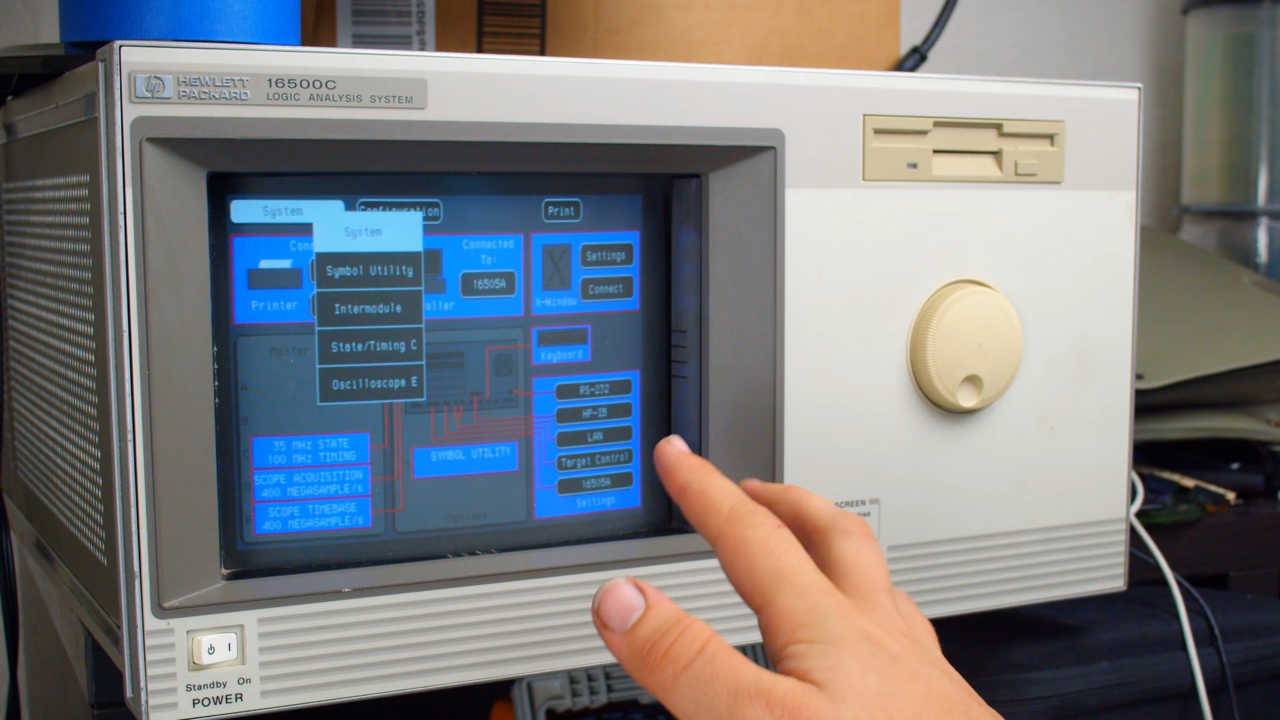 hp HEWLETT
PACKARD
16500C
LOGIC ANALYSIS SYSTEM
System
Configuration
Print
System
Symbol Utility
Intermodule
State/Timing C
Oscilloscope E
Printer
Connected
To:
16505A
X-Window
Settings
Connect
Keyboard
RS-232
HP-IB
LAN
Target Control
16505A
Settings
35 MHz STATE
100 MHz TIMING
SCOPE ACQUISITION
400 MEGASAMPLE/s
SCOPE TIMEBASE
400 MEGASAMPLE/s
SYMBOL UTILITY
Options
Standby On
POWER